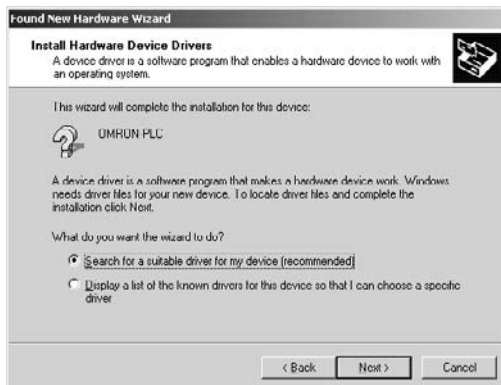 Found New Hardware Wizard
Install Hardware Device Drivers
A device driver is a software program that enables a hardware device to work with
an operating system.
This wizard will complete the installation for this device:
OMRON PLC
A device driver is a software program that makes a hardware device work. Windows
needs driver files for your new device. To locate driver files and complete the
installation click Next.
What do you want the wizard to do?
Search for a suitable driver for my device (recommended)
Display a list of the known drivers for this device so that I can choose a specific
driver
< Back Next > Cancel